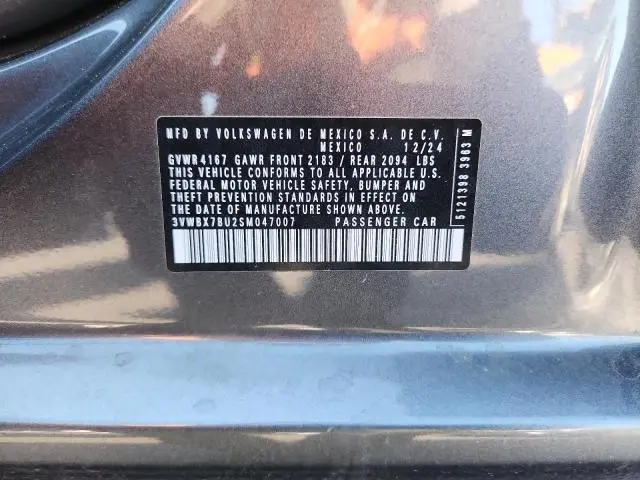 MFD BY VOLKSWAGEN DE MEXICO S.A. DE C.V.
MEXICO 12/24
GVWR 4167 GAWR FRONT 2183 / REAR 2094 LBS
THIS VEHICLE CONFORMS TO ALL APPLICABLE U.S.
FEDERAL MOTOR VEHICLE SAFETY, BUMPER AND
THEFT PREVENTION STANDARDS IN EFFECT ON
THE DATE OF MANUFACTURE SHOWN ABOVE.
3VWBX7BU2SM047007 PASSENGER CAR
5121398 3963 M